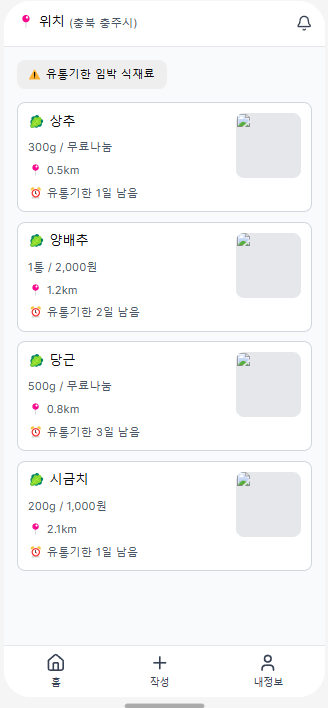 위치 (충북 충주시)
유통기한 임박 식재료
상추
300g / 무료나눔
0.5km
유통기한 1일 남음
양배추
1통 / 2,000원
1.2km
유통기한 2일 남음
당근
500g / 무료나눔
0.8km
유통기한 3일 남음
시금치
200g / 1,000원
2.1km
유통기한 1일 남음
홈
작성
내정보